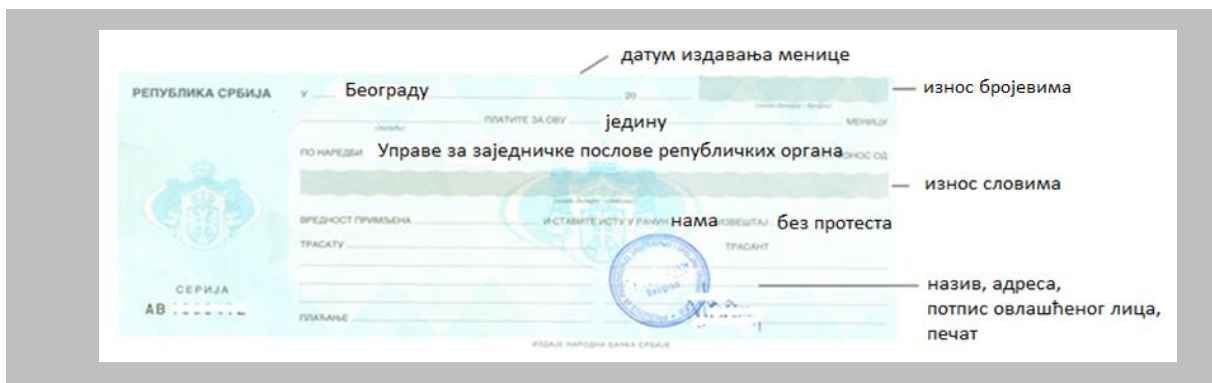 датум издавања менице
РЕПУБЛИКА СРБИЈА у Београду 20 износ бројевима
ПЛАТИТЕ ЗА ОВУ једину МЕНИЦУ
ПО НАРЕДБИ Управе за заједничке послове републичких органа ИЗНОС ОД
износ словима
ВРЕДНОСТ ПРИМЉЕНА И СТАВИТЕ ИСТУ У РАЧУН нама ИЗВЕШТАЈ без протеста
ТРАСАТУ ТРАСАНТ
СЕРИЈА назив, адреса,
АВ потпис овлашћеног лица,
ПЛАЋАЊЕ печат
ИЗДАЈЕ НАРОДНА БАНКА СРБИЈЕ